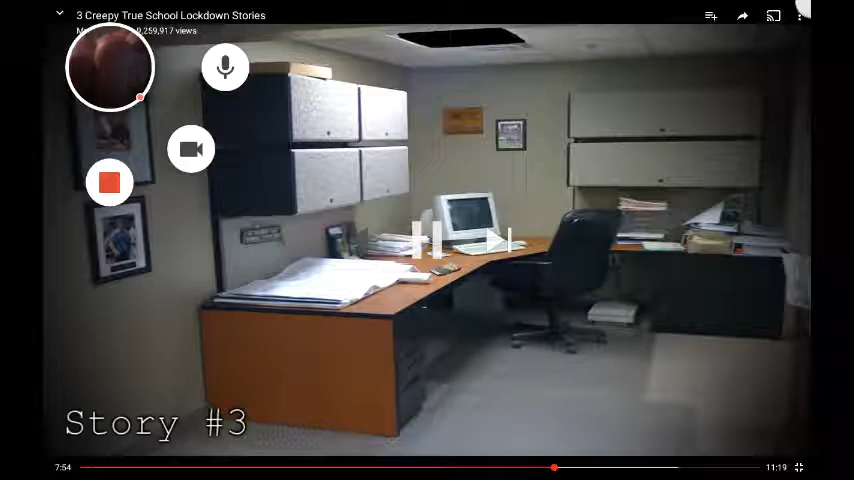 3 Creepy True School Lockdown Stories
9,259,917 views
Story #3
7:54
11:19